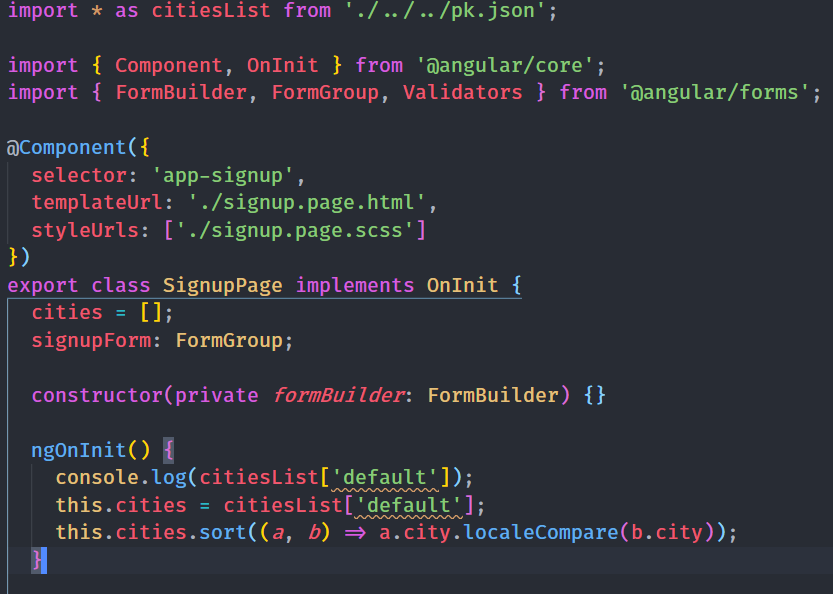 import * as citiesList from './../../pk.json';
import { Component, OnInit } from '@angular/core';
import { FormBuilder, FormGroup, Validators } from '@angular/forms';
@Component({
selector: 'app-signup',
templateUrl: './signup.page.html',
styleUrls: ['./signup.page.scss']
})
export class SignupPage implements OnInit {
cities = [];
signupForm: FormGroup;
constructor(private formBuilder: FormBuilder) {}
ngOnInit() {
console.log(citiesList['default']);
this.cities = citiesList['default'];
this.cities.sort((a, b) => a.city.localeCompare(b.city));
}